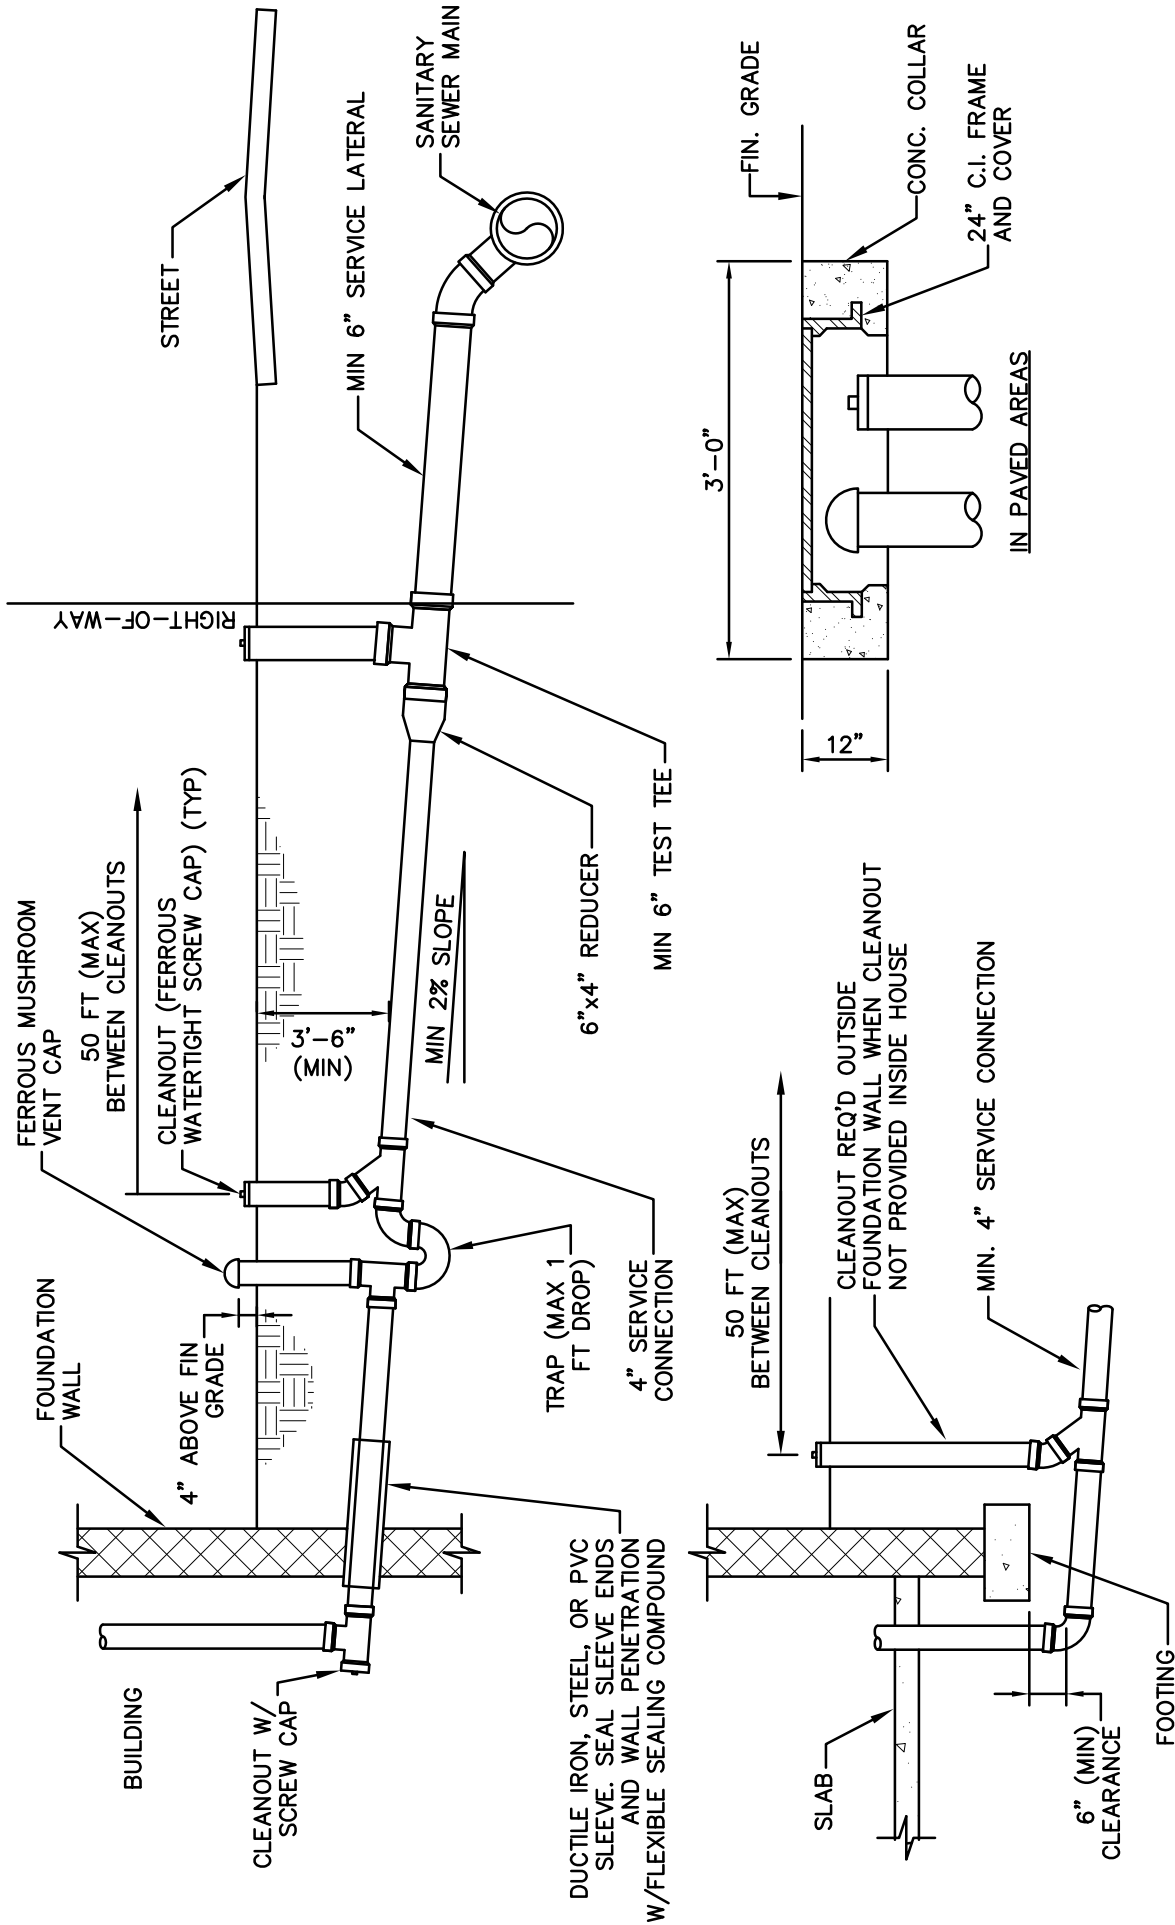 BUILDING
CLEANOUT W/
SCREW CAP
FOUNDATION
WALL
4" ABOVE FIN
GRADE
FERROUS MUSHROOM
VENT CAP
50 FT (MAX)
BETWEEN CLEANOUTS
CLEANOUT (FERROUS
WATERTIGHT SCREW CAP) (TYP)
RIGHT-OF-WAY
STREET
MIN 6" SERVICE LATERAL
SANITARY
SEWER MAIN
3'-6"
(MIN)
MIN 2% SLOPE
DUCTILE IRON, STEEL, OR PVC
SLEEVE. SEAL SLEEVE ENDS
AND WALL PENETRATION
W/FLEXIBLE SEALING COMPOUND
TRAP (MAX 1
FT DROP)
4" SERVICE
CONNECTION
6"x4" REDUCER
MIN 6" TEST TEE
SLAB
6" (MIN)
CLEARANCE
FOOTING
50 FT (MAX)
BETWEEN CLEANOUTS
CLEANOUT REQ'D OUTSIDE
FOUNDATION WALL WHEN CLEANOUT
NOT PROVIDED INSIDE HOUSE
MIN. 4" SERVICE CONNECTION
12"
3'-0"
FIN. GRADE
CONC. COLLAR
24" C.I. FRAME
AND COVER
IN PAVED AREAS